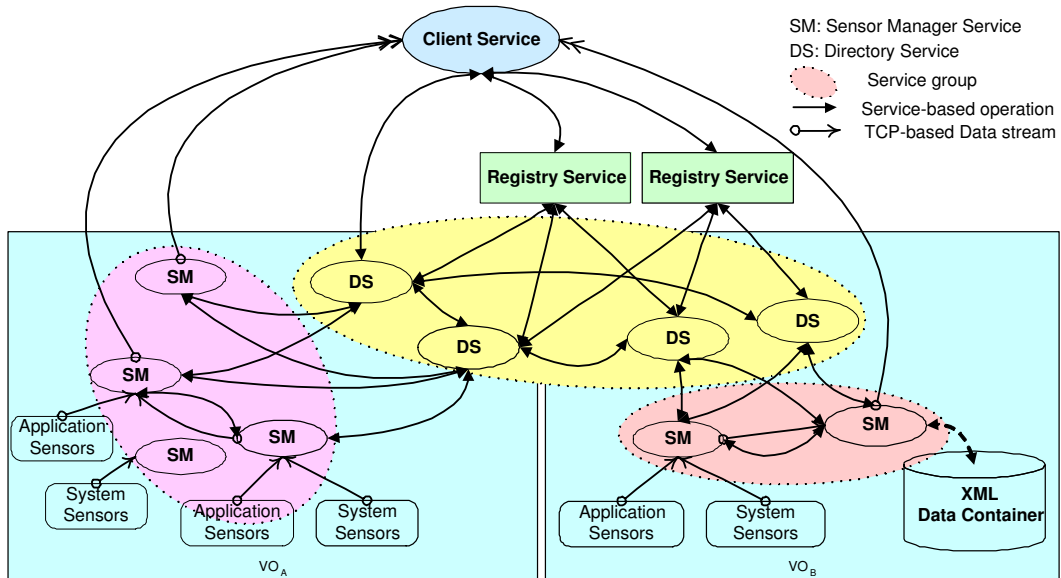 Client Service
SM: Sensor Manager Service
DS: Directory Service
Service group
Service-based operation
TCP-based Data stream
Registry Service
Registry Service
SM
DS
DS
DS
DS
SM
SM
SM
SM
SM
Application
Sensors
System
Sensors
Application
Sensors
System
Sensors
Application
Sensors
System
Sensors
XML
Data Container
VO A
VO B